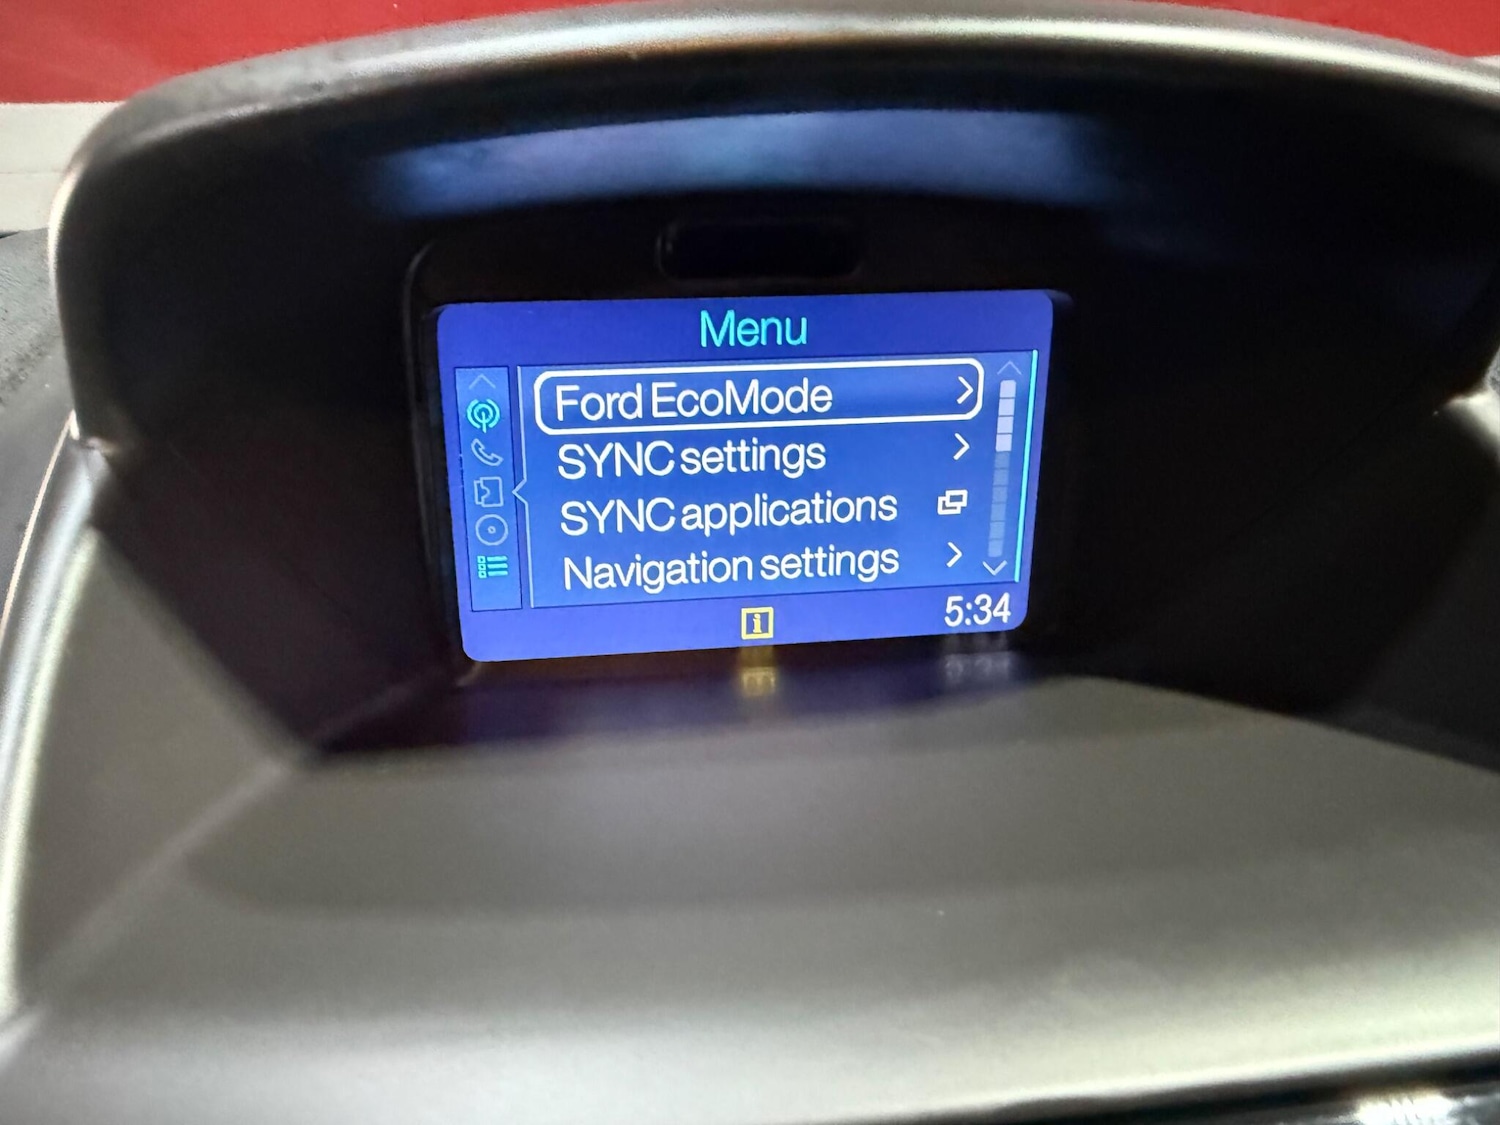 Menu
Ford EcoMode
SYNC settings
SYNC applications
Navigation settings
i
5:34